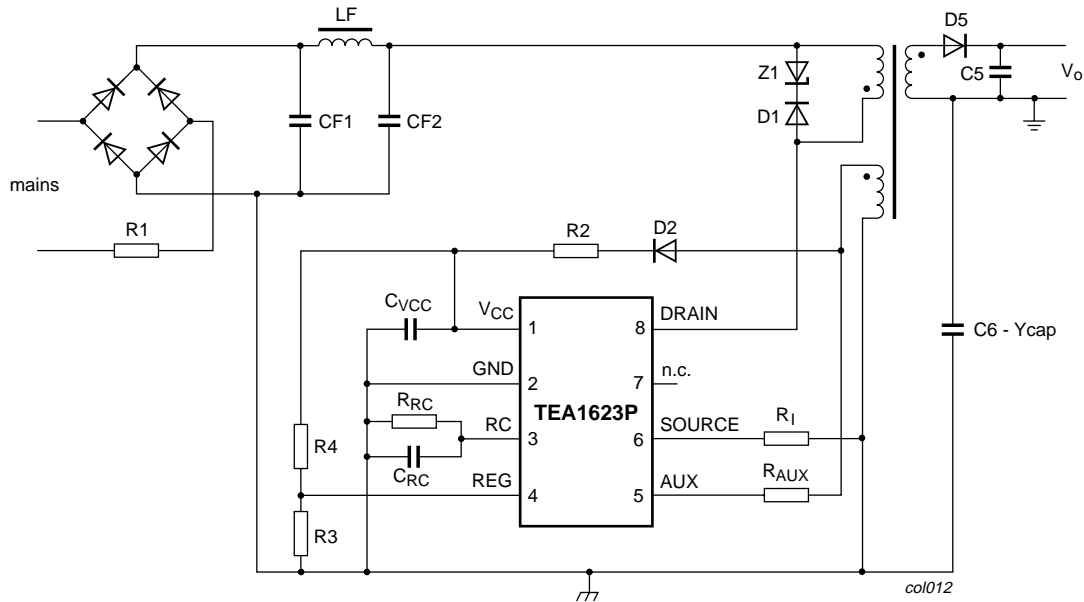 LF
D5
Z1
C5
Vo
CF1
CF2
D1
mains
R1
R2
D2
CVCC
VCC
1
8
DRAIN
C6 - Ycap
GND
2
7
n.c.
TEA1623P
RRC
RC
3
6
SOURCE
RI
R4
CRC
REG
4
5
AUX
RAUX
R3
col012